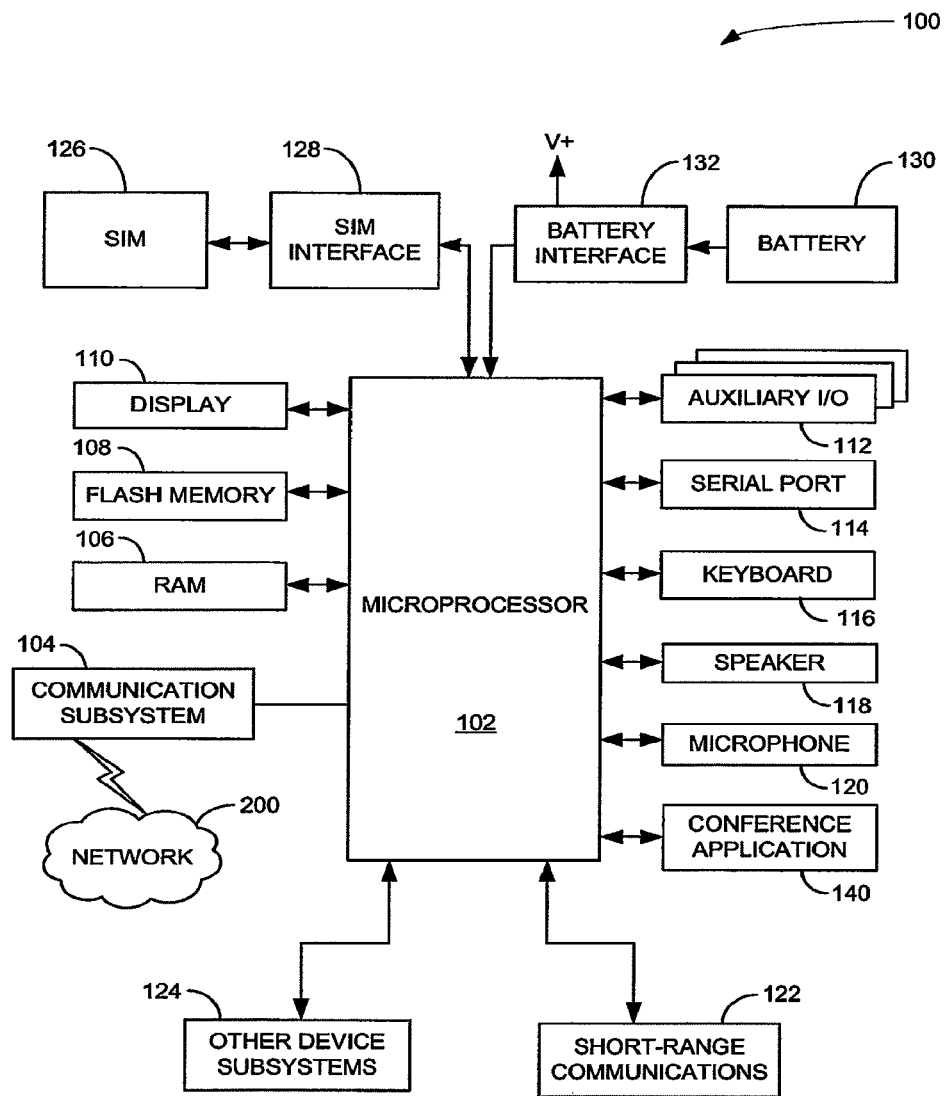 100
V+
126
128
132
130
SIM
SIM
INTERFACE
BATTERY
INTERFACE
BATTERY
110
DISPLAY
AUXILIARY I/O
112
108
FLASH MEMORY
SERIAL PORT
114
106
RAM
KEYBOARD
116
MICROPROCESSOR
102
104
COMMUNICATION
SUBSYSTEM
SPEAKER
118
MICROPHONE
120
200
NETWORK
CONFERENCE
APPLICATION
140
124
OTHER DEVICE
SUBSYSTEMS
122
SHORT-RANGE
COMMUNICATIONS